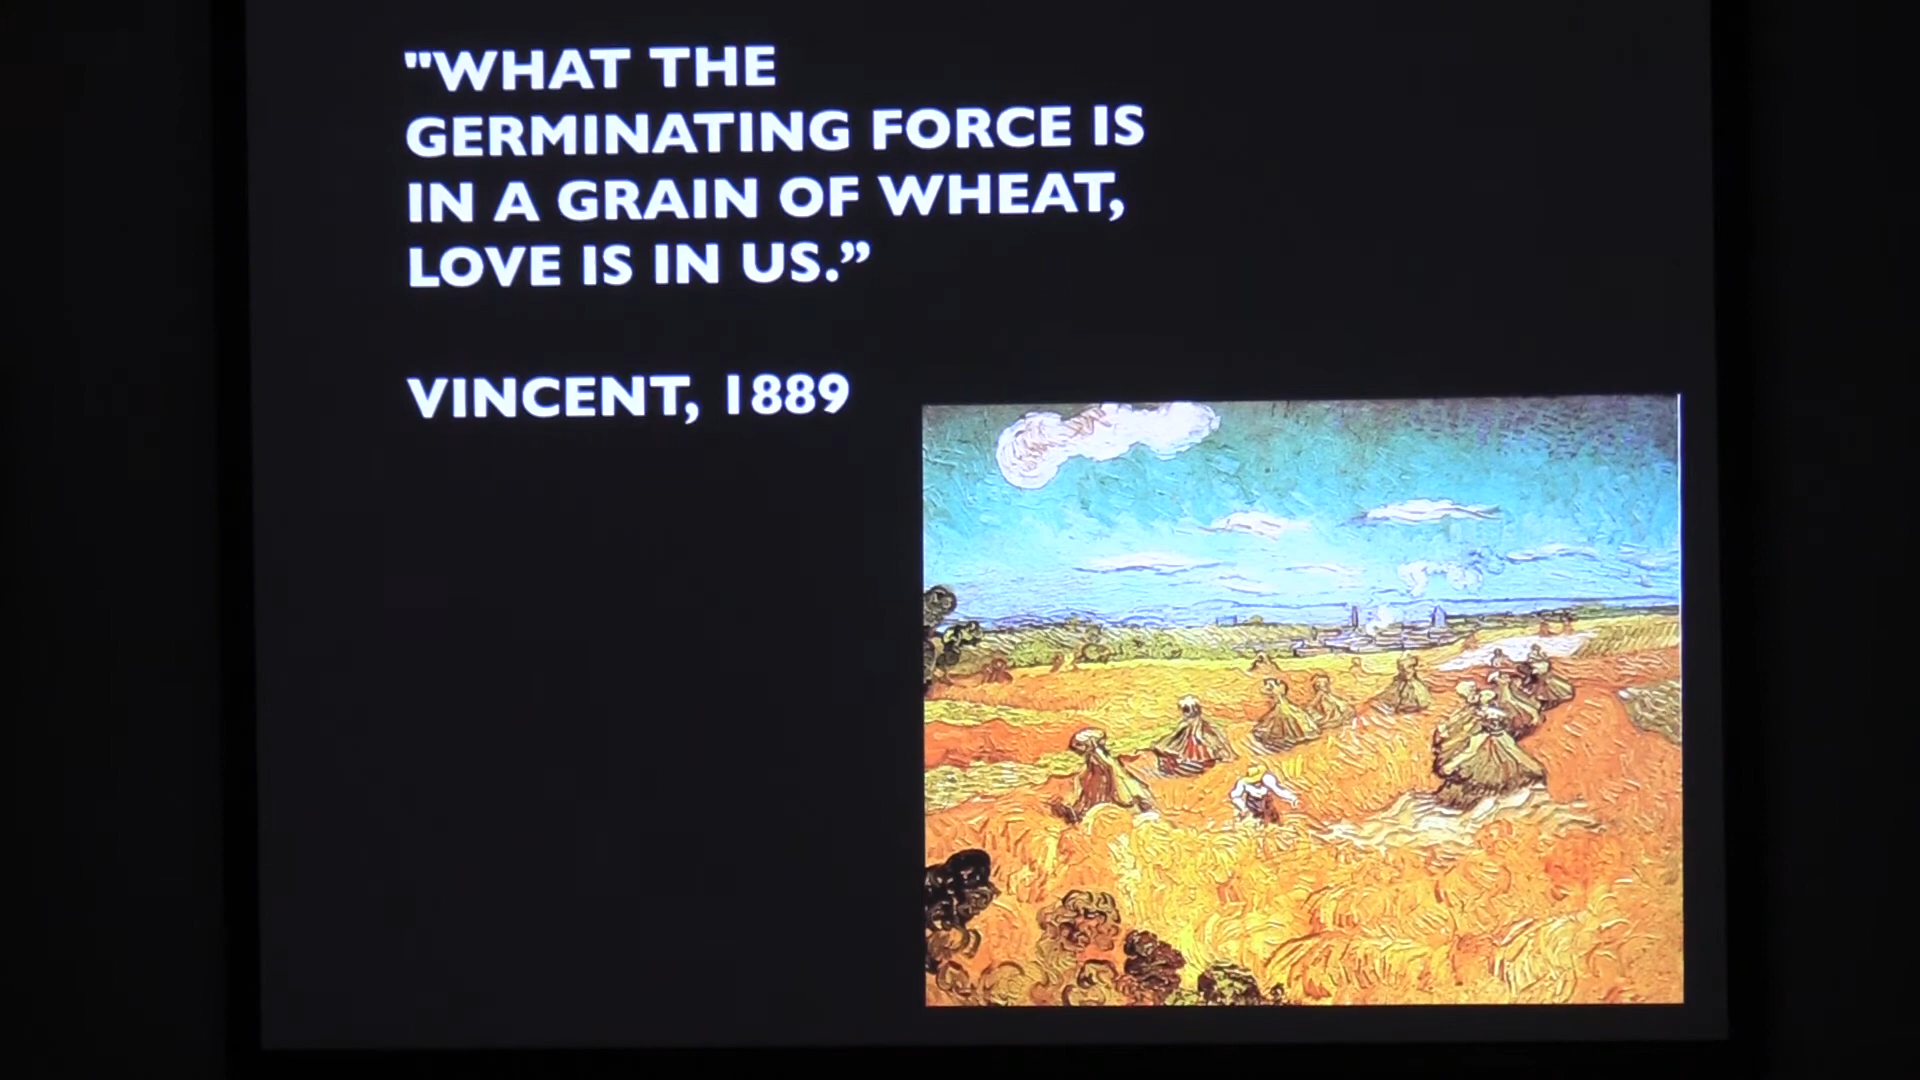 "WHAT THE
GERMINATING FORCE IS
IN A GRAIN OF WHEAT,
LOVE IS IN US.”
VINCENT, 1889